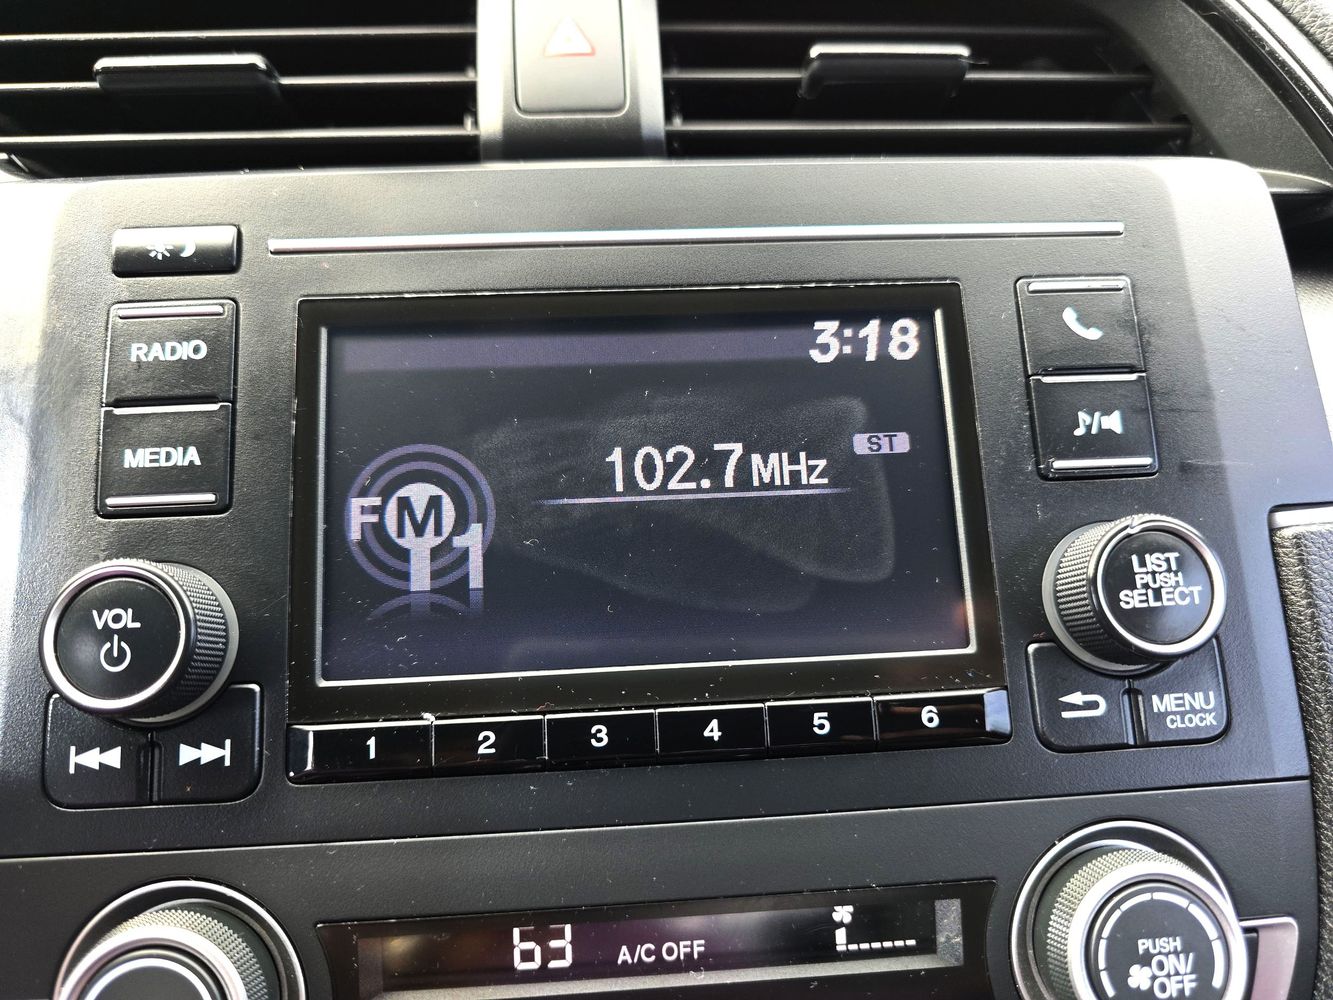 3:18
RADIO
MEDIA
102.7MHz
ST
FM
1
VOL
LIST
PUSH
SELECT
MENU
CLOCK
1 2 3 4 5 6
63
A/C OFF
PUSH
ON/
OFF